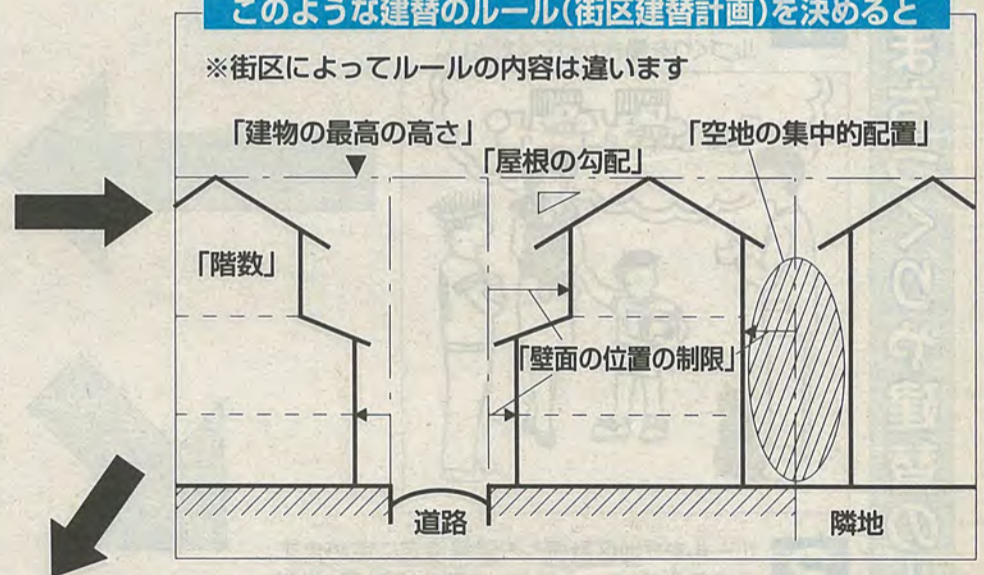 このような建替のルール（街区建替計画）を決めると
※街区によってルールの内容は違います
「建物の最高の高さ」
「屋根の勾配」
「空地の集中的配置」
「階数」
「壁面の位置の制限」
道路
隣地